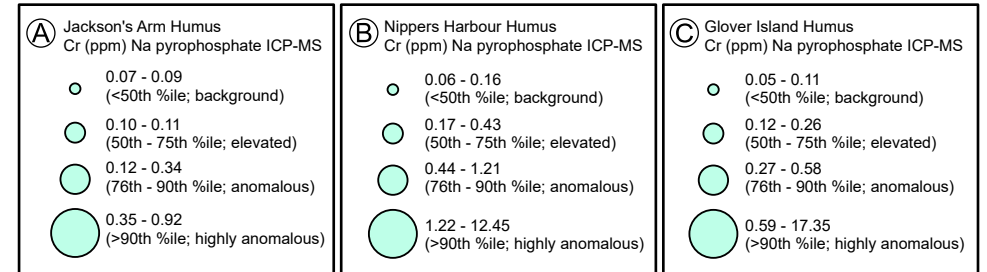 A
Jackson's Arm Humus
Cr (ppm) Na pyrophosphate ICP-MS
0.07 - 0.09
(<50th %ile; background)
0.10 - 0.11
(50th - 75th %ile; elevated)
0.12 - 0.34
(76th - 90th %ile; anomalous)
0.35 - 0.92
(>90th %ile; highly anomalous)
B
Nippers Harbour Humus
Cr (ppm) Na pyrophosphate ICP-MS
0.06 - 0.16
(<50th %ile; background)
0.17 - 0.43
(50th - 75th %ile; elevated)
0.44 - 1.21
(76th - 90th %ile; anomalous)
1.22 - 12.45
(>90th %ile; highly anomalous)
C
Glover Island Humus
Cr (ppm) Na pyrophosphate ICP-MS
0.05 - 0.11
(<50th %ile; background)
0.12 - 0.26
(50th - 75th %ile; elevated)
0.27 - 0.58
(76th - 90th %ile; anomalous)
0.59 - 17.35
(>90th %ile; highly anomalous)